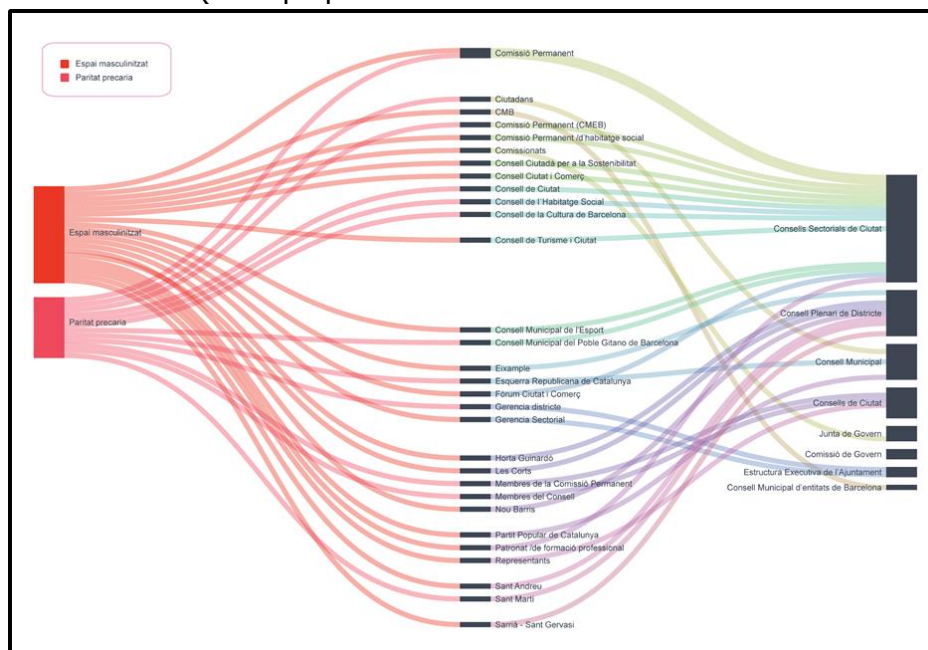 Espai masculinitzat
Paritat precaria
Espai masculinitzat
Paritat precaria
Comissió Permanent
Ciutadans
CMB
Comissió Permanent (CMEB)
Comissió Permanent /d'habitatge social
Comissionats
Consell Ciutadà per a la Sostenibilitat
Consell Ciutat i Comerç
Consell de Ciutat
Consell de l´Habitatge Social
Consell de la Cultura de Barcelona
Consell de Turisme i Ciutat
Consell Municipal de l'Esport
Consell Municipal del Poble Gitano de Barcelona
Eixample
Esquerra Republicana de Catalunya
Fòrum Ciutat i Comerç
Gerencia districte
Gerencia Sectorial
Horta Guinardó
Les Corts
Membres de la Comissió Permanent
Membres del Consell
Nou Barris
Partit Popular de Catalunya
Patronat /de formació professional
Representants
Sant Andreu
Sant Martí
Sarrià - Sant Gervasi
Consells Sectorials de Ciutat
Consell Plenari de Districte
Consell Municipal
Consells de Ciutat
Junta de Govern
Comissió de Govern
Estructura Executiva de l'Ajuntament
Consell Municipal d'entitats de Barcelona